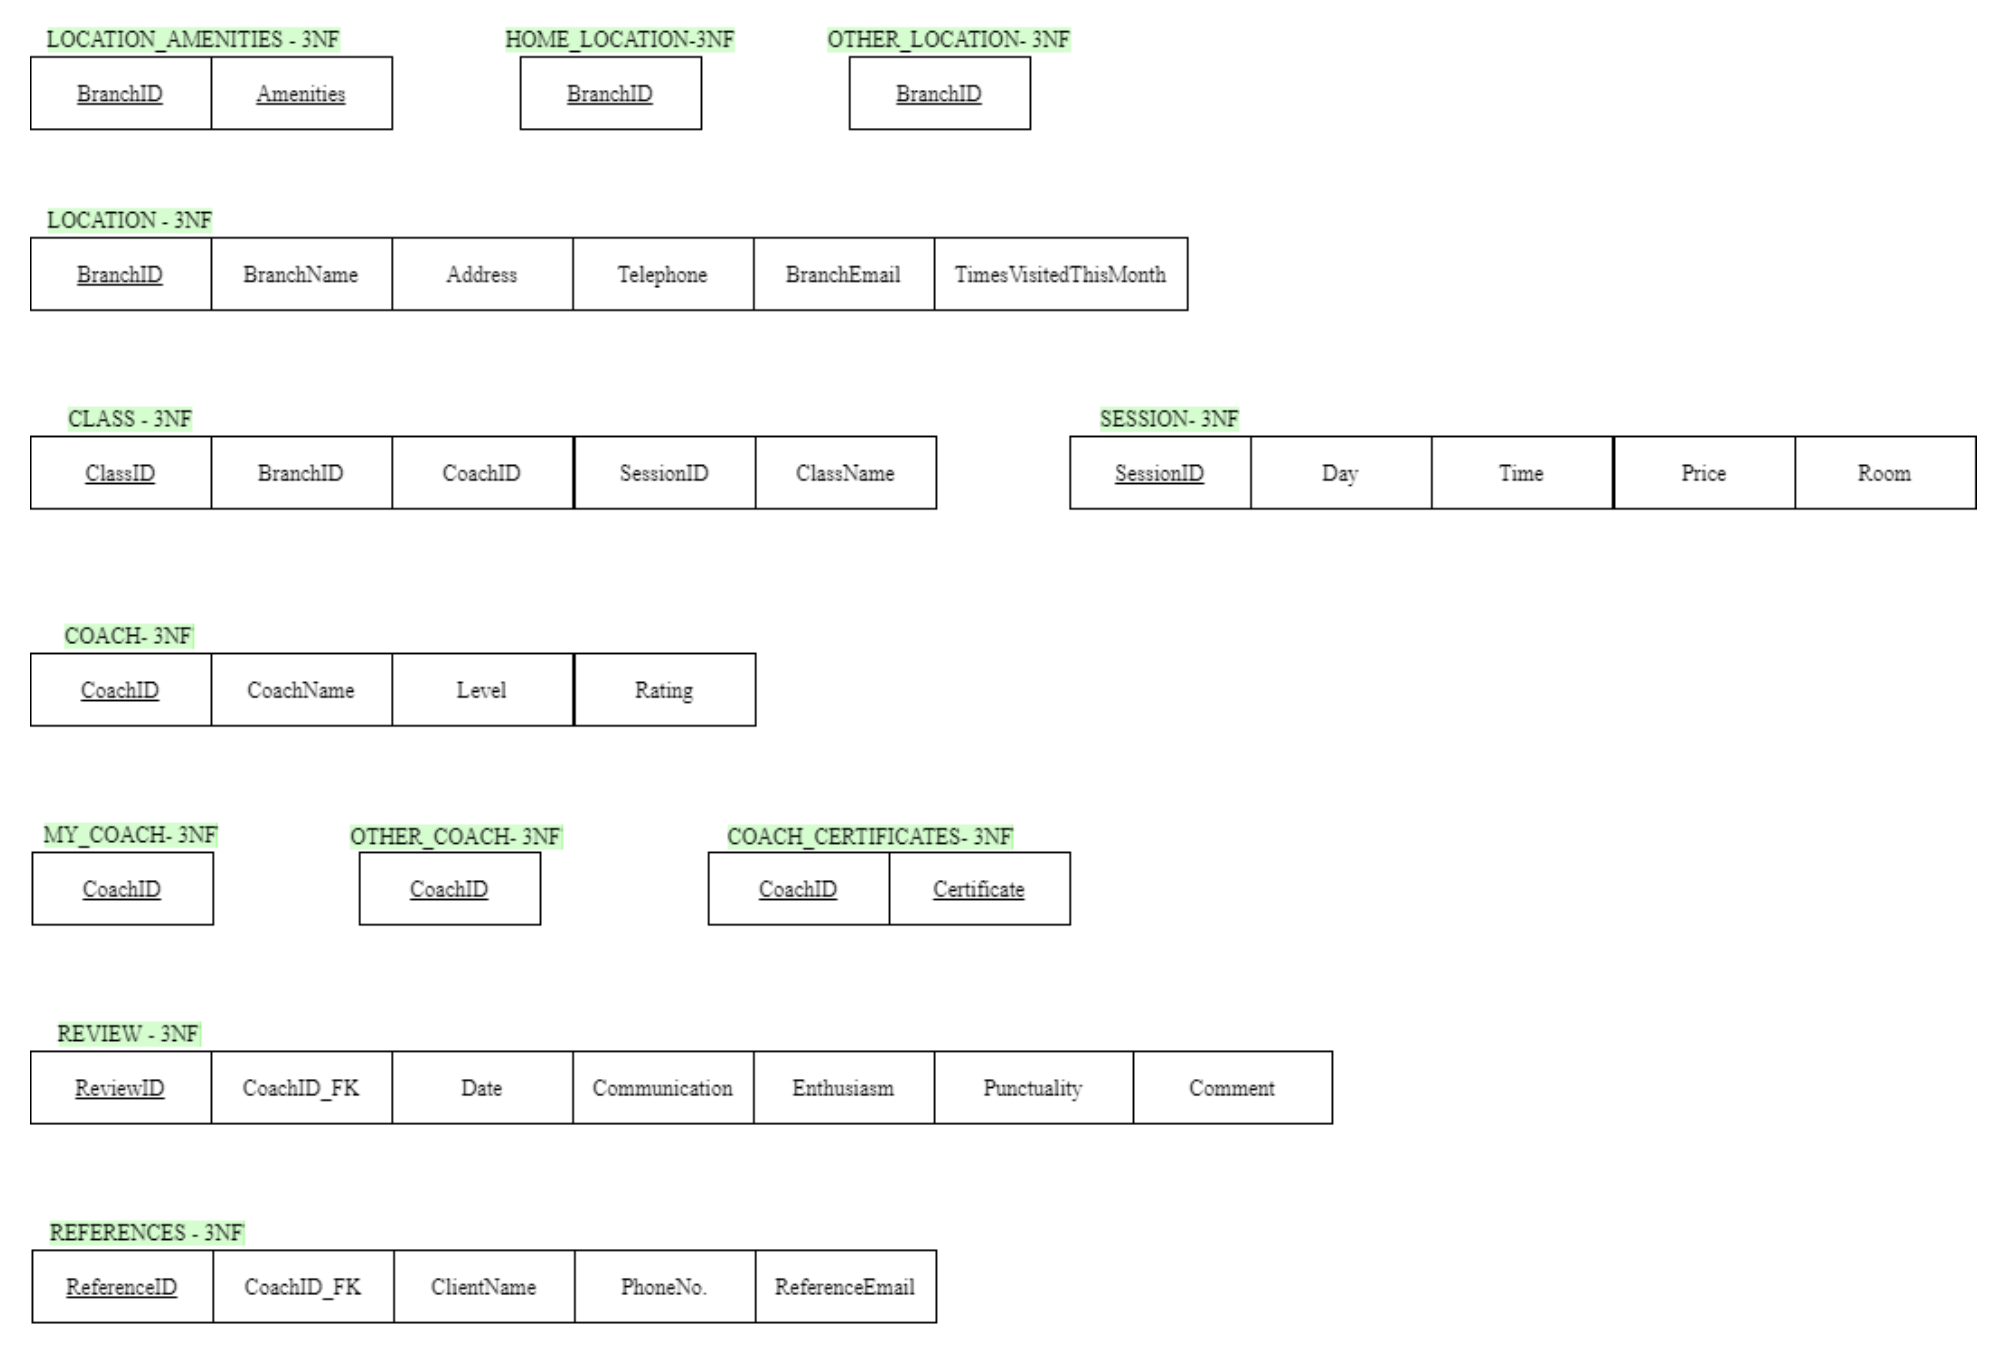 LOCATION_AMENITIES - 3NF HOME_LOCATION-3NF OTHER_LOCATION- 3NF
BranchID Amenities BranchID BranchID
LOCATION - 3NF
BranchID BranchName Address Telephone BranchEmail TimesVisitedThisMonth
CLASS - 3NF SESSION- 3NF
ClassID BranchID CoachID SessionID ClassName SessionID Day Time Price Room
COACH- 3NF
CoachID CoachName Level Rating
MY_COACH- 3NF OTHER_COACH- 3NF COACH_CERTIFICATES- 3NF
CoachID CoachID CoachID Certificate
REVIEW - 3NF
ReviewID CoachID_FK Date Communication Enthusiasm Punctuality Comment
REFERENCES - 3NF
ReferenceID CoachID_FK ClientName PhoneNo. ReferenceEmail